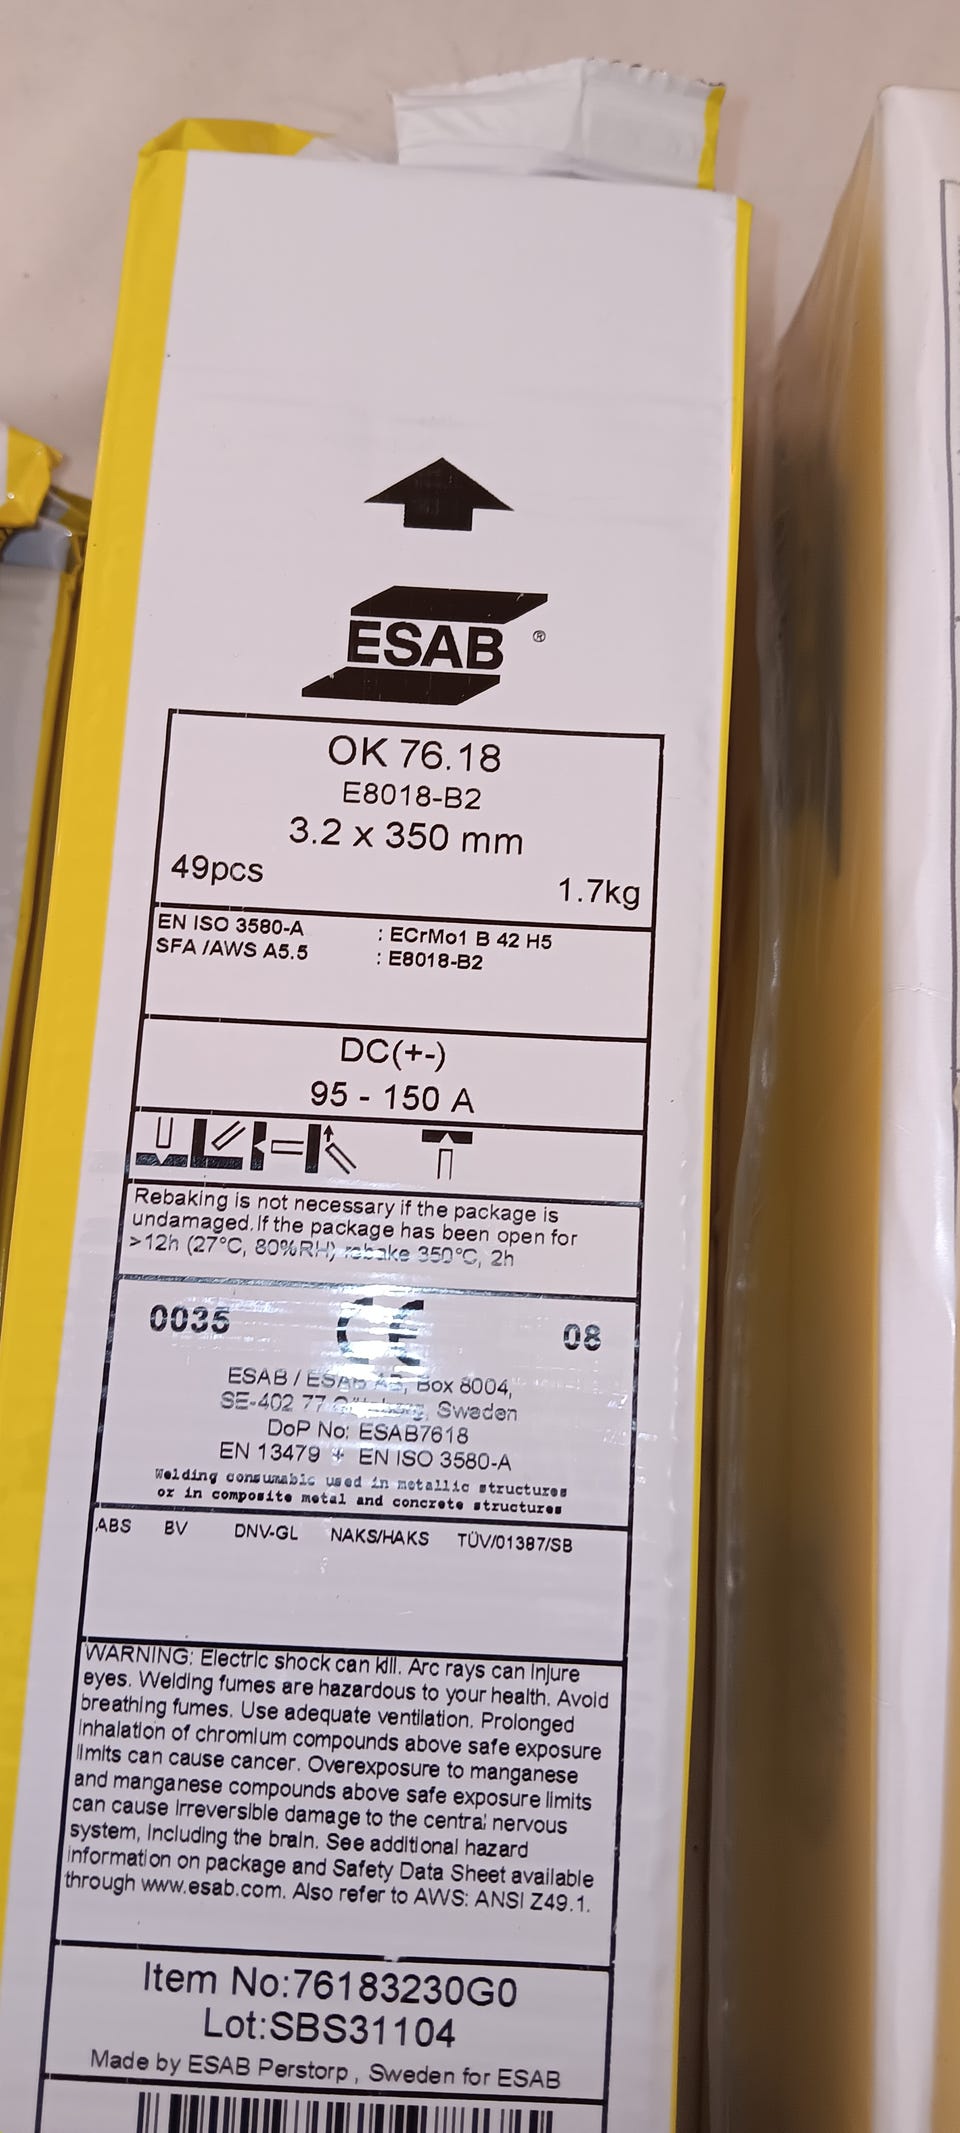 ESAB ®
OK 76.18
E8018-B2
3.2 x 350 mm
49pcs 1.7kg
EN ISO 3580-A : ECrMo1 B 42 H5
SFA /AWS A5.5 : E8018-B2
DC(+-)
95 - 150 A
Rebaking is not necessary if the package is
undamaged. If the package has been open for
>12h (27°C, 80%RH) rebake 350°C, 2h
0035 CE 08
ESAB / ESAB AB, Box 8004,
SE-402 77 Göteborg, Sweden
DoP No: ESAB7618
EN 13479 + EN ISO 3580-A
Welding consumable used in metallic structures
or in composite metal and concrete structures
ABS BV DNV-GL NAKS/HAKS TÜV/01387/SB
WARNING: Electric shock can kill. Arc rays can injure
eyes. Welding fumes are hazardous to your health. Avoid
breathing fumes. Use adequate ventilation. Prolonged
inhalation of chromium compounds above safe exposure
limits can cause cancer. Overexposure to manganese
and manganese compounds above safe exposure limits
can cause irreversible damage to the central nervous
system, including the brain. See additional hazard
information on package and Safety Data Sheet available
through www.esab.com. Also refer to AWS: ANSI Z49.1.
Item No:76183230G0
Lot:SBS31104
Made by ESAB Perstorp, Sweden for ESAB